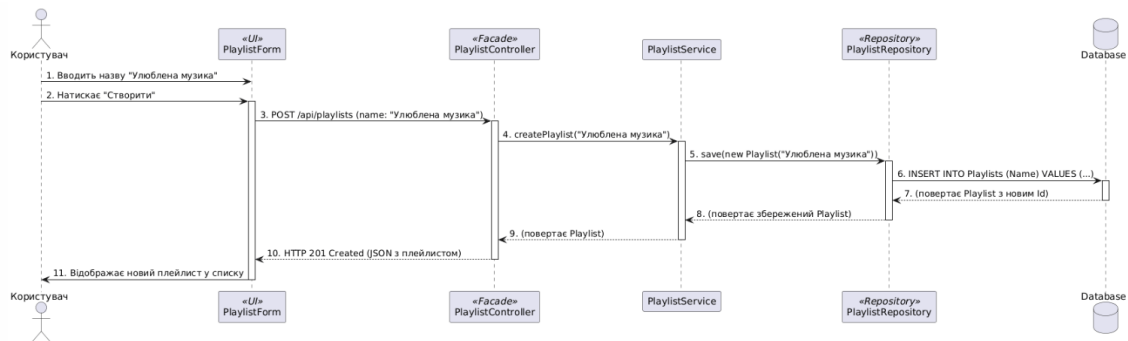 Користувач
«UI»
PlaylistForm
«Facade»
PlaylistController
PlaylistService
«Repository»
PlaylistRepository
Database
1. Вводить назву "Улюблена музика"
2. Натискає "Створити"
3. POST /api/playlists (name: "Улюблена музика")
4. createPlaylist("Улюблена музика")
5. save(new Playlist("Улюблена музика"))
6. INSERT INTO Playlists (Name) VALUES (...)
7. (повертає Playlist з новим Id)
8. (повертає збережений Playlist)
9. (повертає Playlist)
10. HTTP 201 Created (JSON з плейлистом)
11. Відображає новий плейлист у списку
Користувач
«UI»
PlaylistForm
«Facade»
PlaylistController
PlaylistService
«Repository»
PlaylistRepository
Database